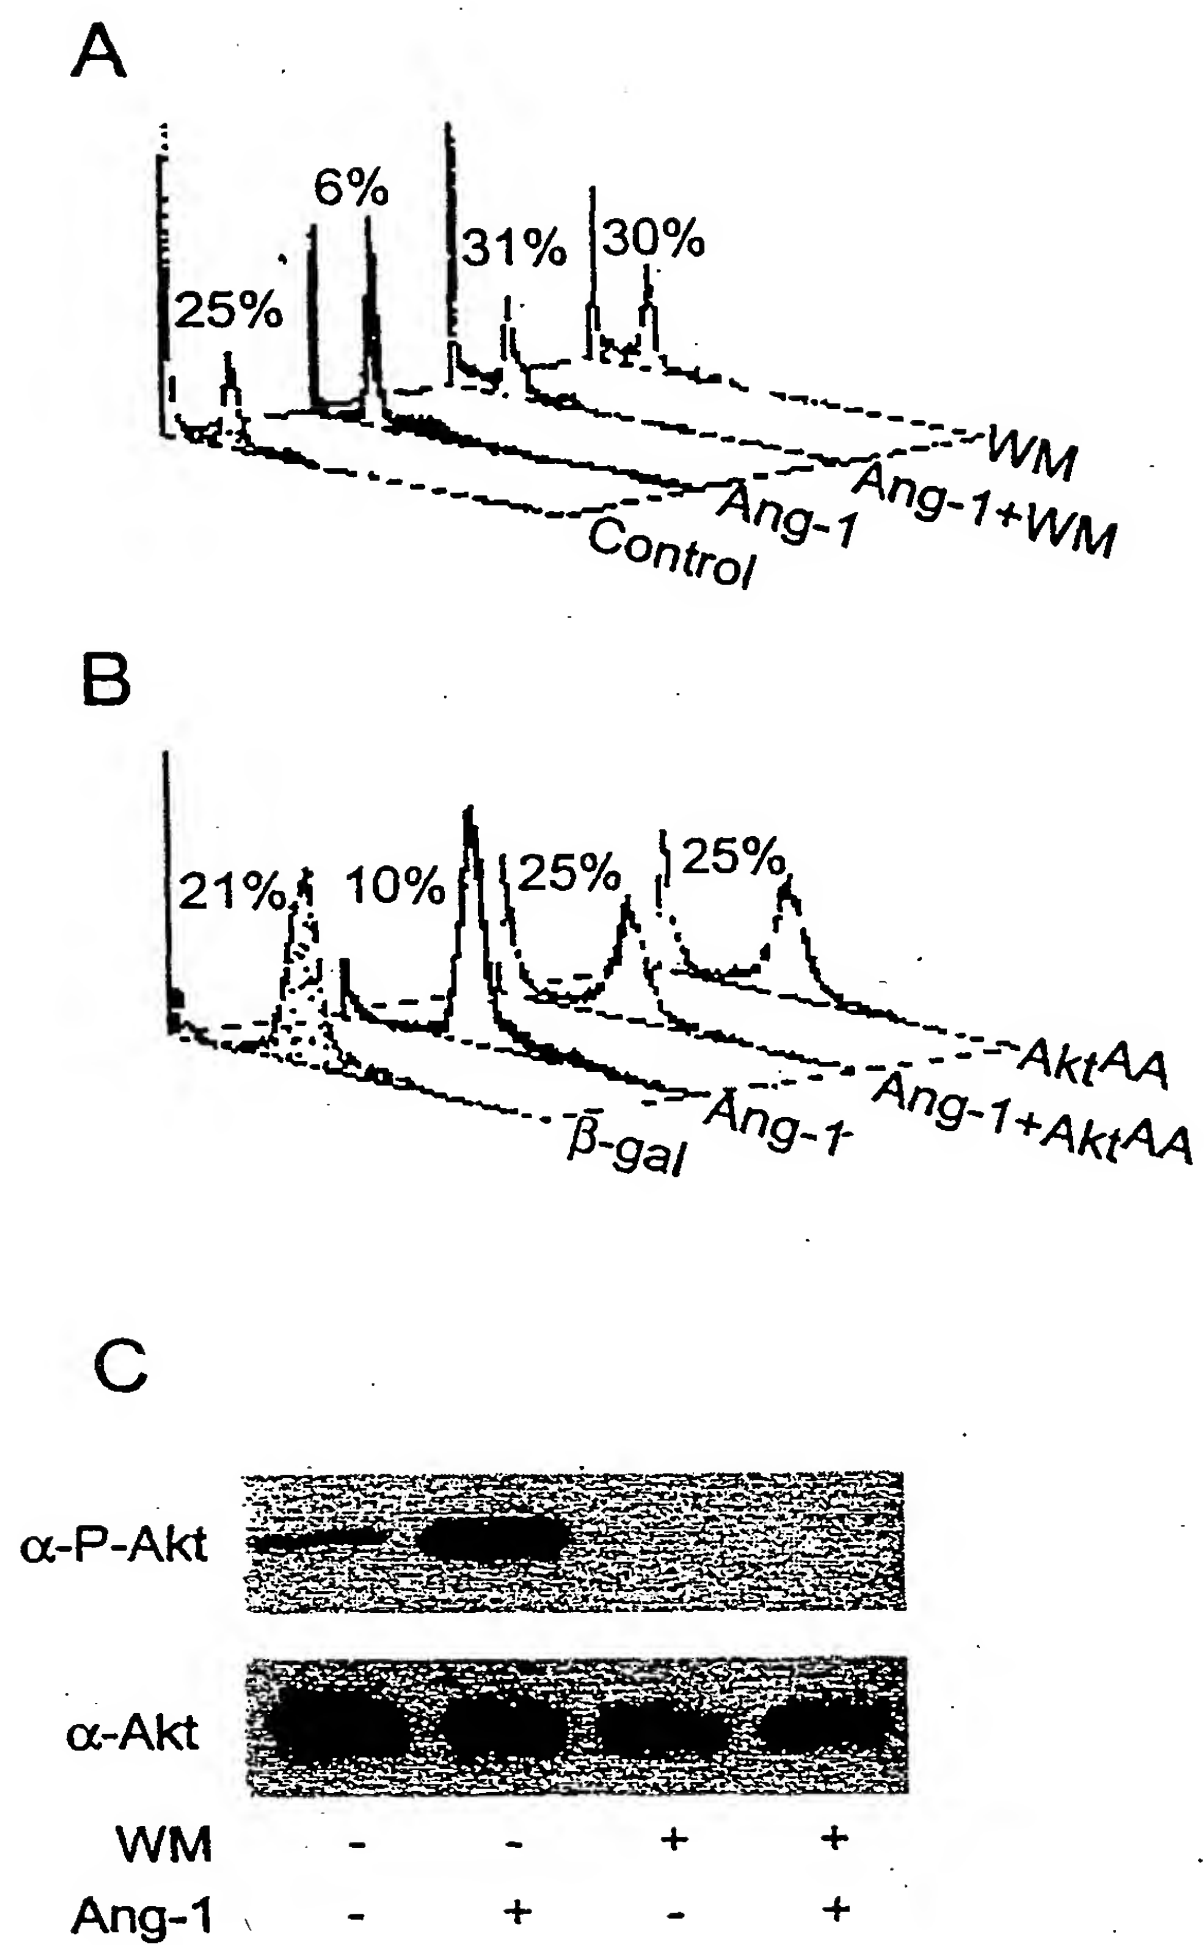 A
6%
31%
30%
25%
WM
Ang-1+WM
Ang-1
Control
B
21%
10%
25%
25%
AktAA
Ang-1+AktAA
Ang-1
β-gal
C
α-P-Akt
α-Akt
WM - - + +
Ang-1 - + - +